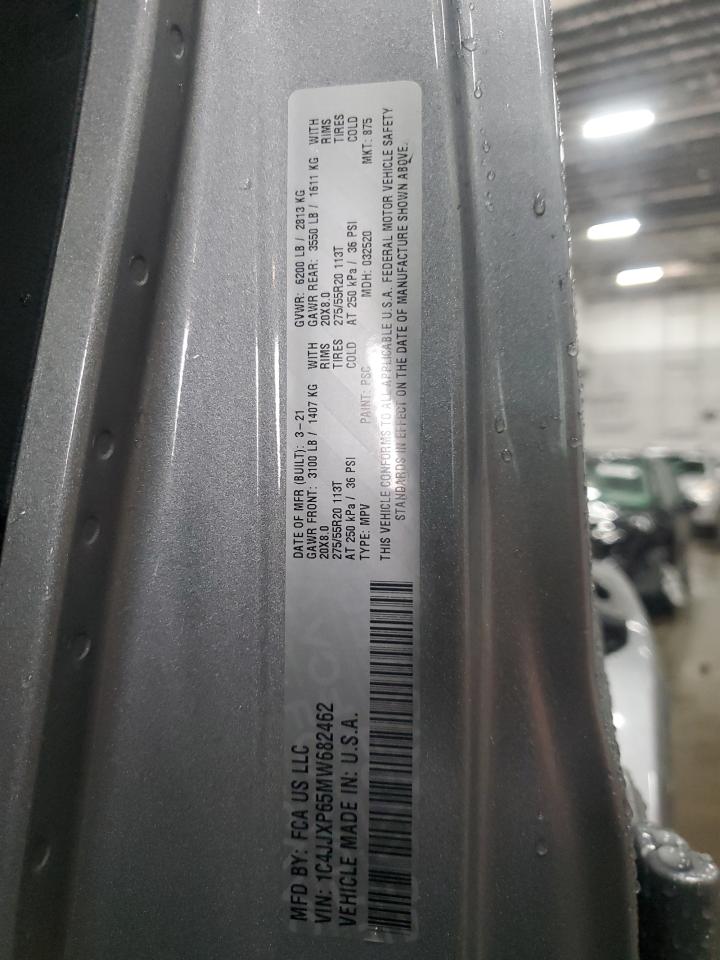 MFD BY: FCA US LLC
VIN: 1C4JJXP65MW682462
VEHICLE MADE IN: U.S.A.
DATE OF MFR (BUILT): 3-21
GAWR FRONT: 3100 LB / 1407 KG WITH
20X8.0 RIMS
275/55R20 113T TIRES
AT 250 kPa / 36 PSI COLD
TYPE: MPV PAINT: PSC
GVWR: 6200 LB / 2813 KG
GAWR REAR: 3550 LB / 1611 KG WITH
20X8.0 RIMS
275/55R20 113T TIRES
AT 250 kPa / 36 PSI COLD
MDH: 032520 MKT: 875
THIS VEHICLE CONFORMS TO ALL APPLICABLE U.S.A. FEDERAL MOTOR VEHICLE SAFETY
STANDARDS IN EFFECT ON THE DATE OF MANUFACTURE SHOWN ABOVE.